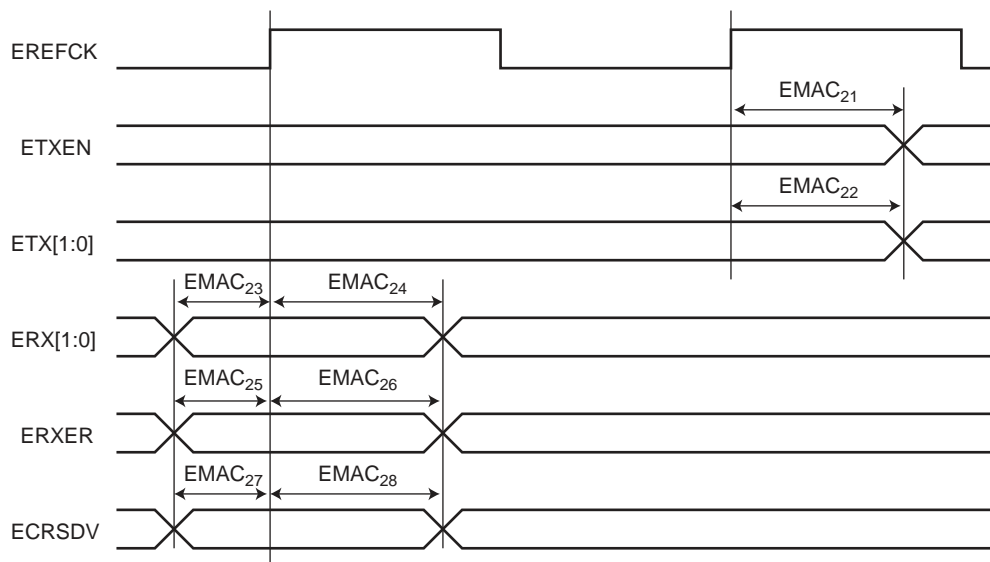 EREFCK
EMAC21
ETXEN
EMAC22
ETX[1:0]
EMAC23 EMAC24
ERX[1:0]
EMAC25 EMAC26
ERXER
EMAC27 EMAC28
ECRSDV